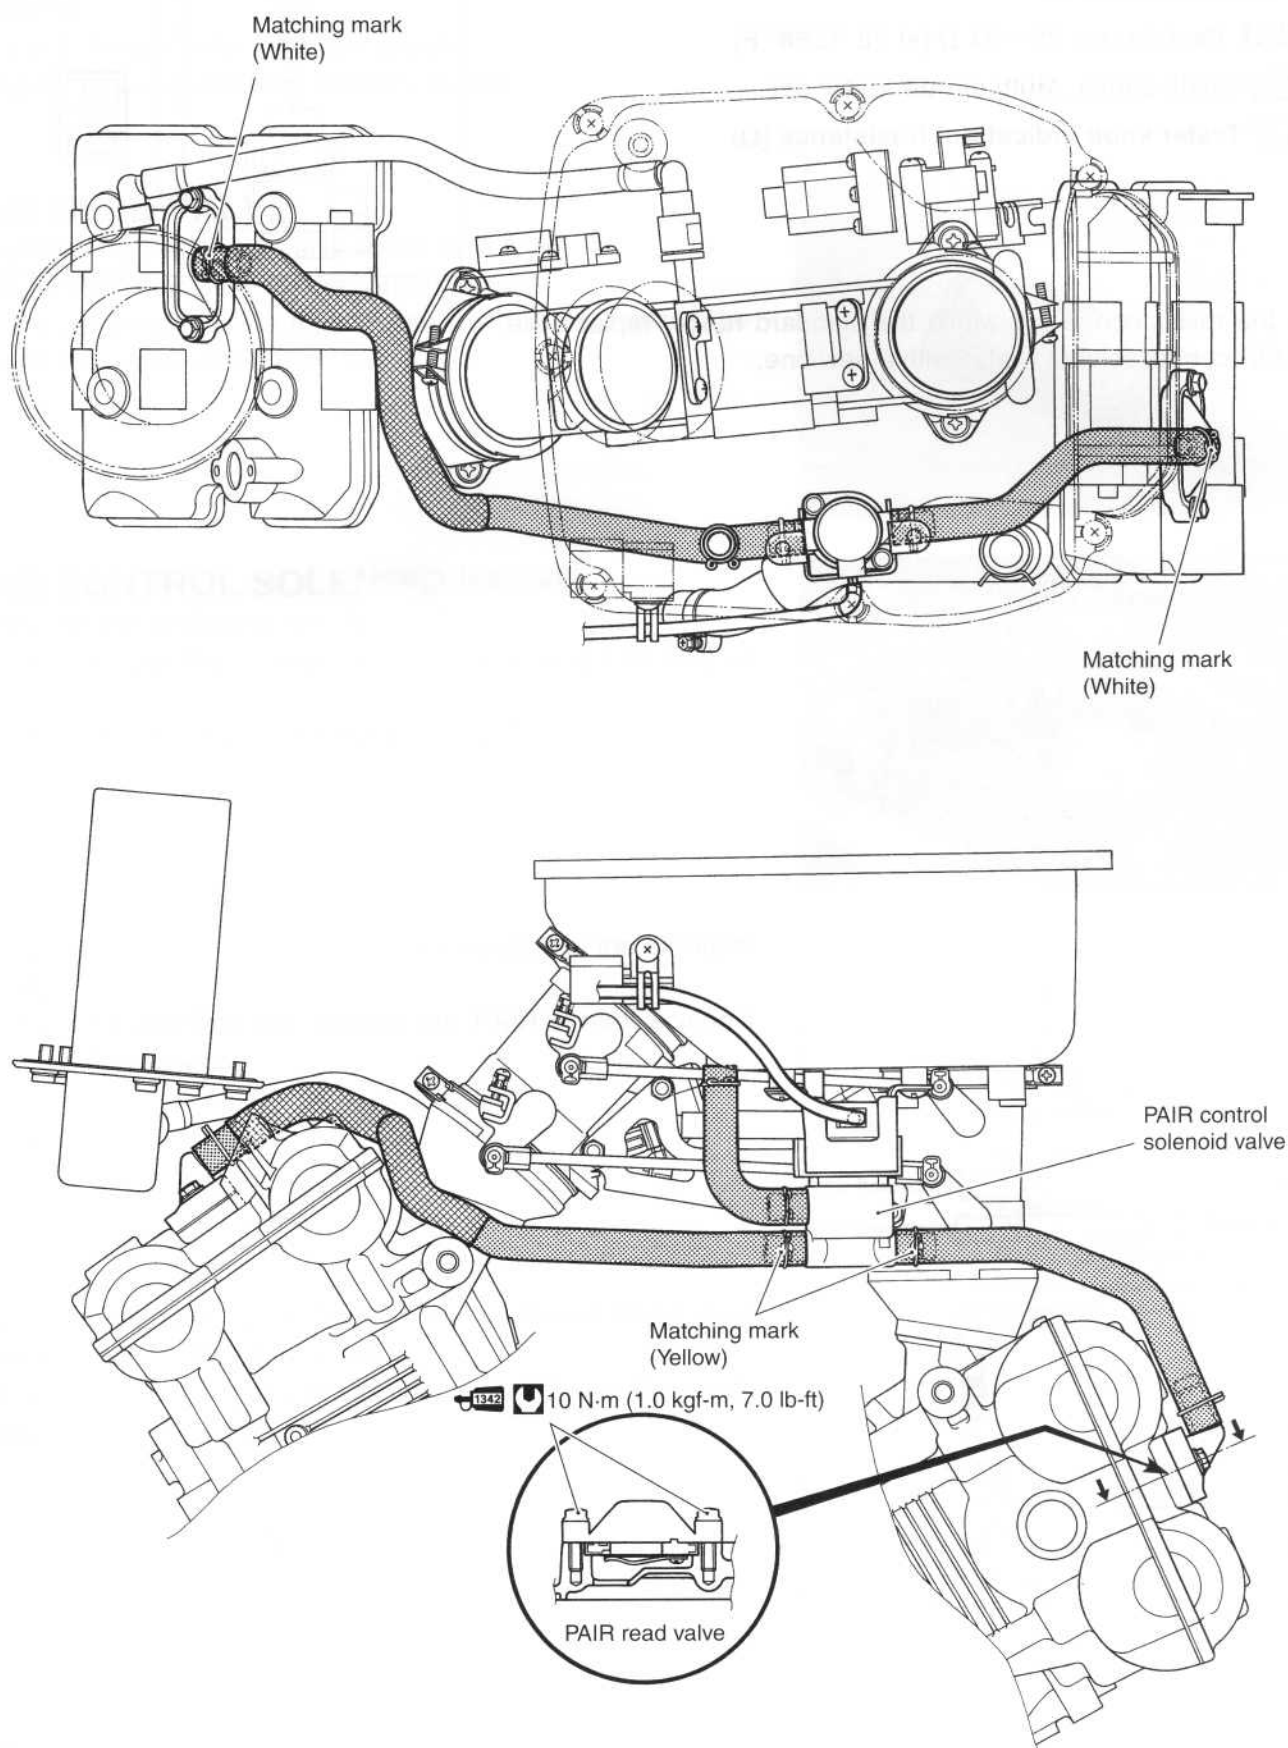 Matching mark
(White)
Matching mark
(White)
PAIR control
solenoid valve
Matching mark
(Yellow)
1342 10 N·m (1.0 kgf-m, 7.0 lb-ft)
PAIR read valve